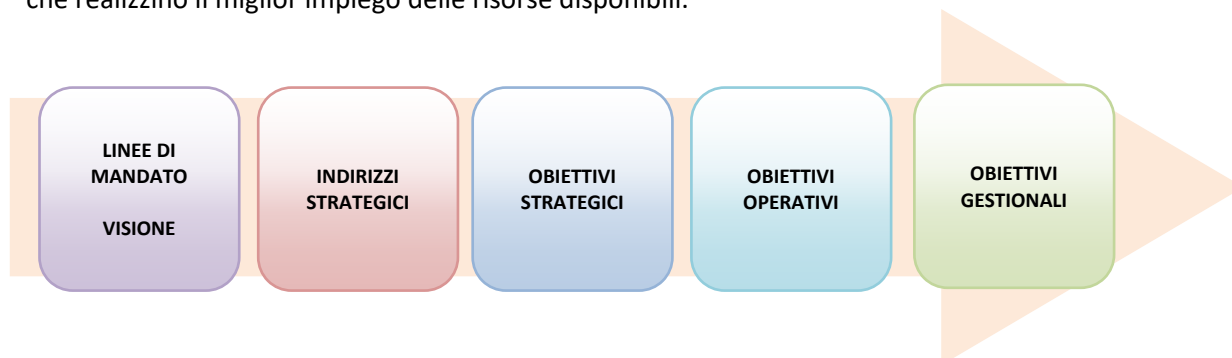 che realizzino il miglior impiego delle risorse disponibili.
LINEE DI
MANDATO
VISIONE
INDIRIZZI
STRATEGICI
OBIETTIVI
STRATEGICI
OBIETTIVI
OPERATIVI
OBIETTIVI
GESTIONALI